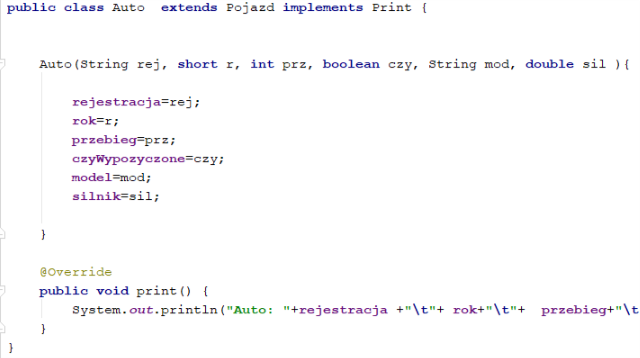 public class Auto  extends Pojazd implements Print {
Auto(String rej, short r, int prz, boolean czy, String mod, double sil ){
rejestracja=rej;
rok=r;
przebieg=prz;
czyWypozyczone=czy;
model=mod;
silnik=sil;
}
@Override
public void print() {
System.out.println("Auto: "+rejestracja +"\t"+ rok+"\t"+  przebieg+"\t
}
}